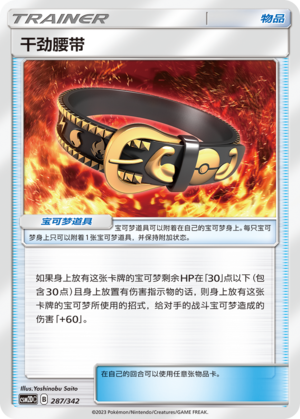 TRAINER 物品
干劲腰带
宝可梦道具
宝可梦道具可以附着在自己的宝可梦身上。每只宝可
梦身上只可以附着1张宝可梦道具,并保持附加状态。
如果身上放有这张卡牌的宝可梦剩余HP在「30」点以下(包
含30点)且身上放置有伤害指示物的话,则身上放有这张
卡牌的宝可梦所使用的招式,给对手的战斗宝可梦造成的
伤害「+60」。
Illus.Yoshinobu Saito
CSM2DC B 287/342
在自己的回合可以使用任意张物品卡。
©2023 Pokémon/Nintendo/Creatures/GAME FREAK.